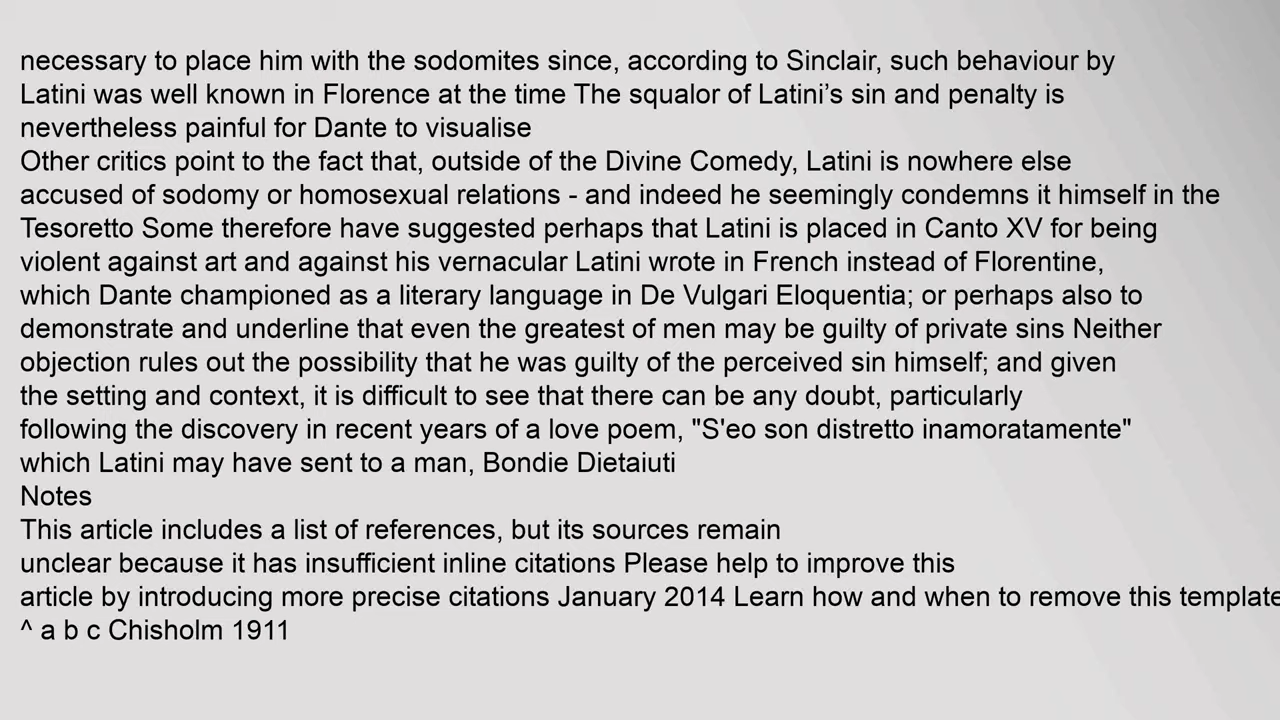 necessary to place him with the sodomites since, according to Sinclair, such behaviour by
Latini was well known in Florence at the time The squalor of Latini’s sin and penalty is
nevertheless painful for Dante to visualise
Other critics point to the fact that, outside of the Divine Comedy, Latini is nowhere else
accused of sodomy or homosexual relations - and indeed he seemingly condemns it himself in the
Tesoretto Some therefore have suggested perhaps that Latini is placed in Canto XV for being
violent against art and against his vernacular Latini wrote in French instead of Florentine,
which Dante championed as a literary language in De Vulgari Eloquentia; or perhaps also to
demonstrate and underline that even the greatest of men may be guilty of private sins Neither
objection rules out the possibility that he was guilty of the perceived sin himself; and given
the setting and context, it is difficult to see that there can be any doubt, particularly
following the discovery in recent years of a love poem, "S'eo son distretto inamoratamente"
which Latini may have sent to a man, Bondie Dietaiuti
Notes
This article includes a list of references, but its sources remain
unclear because it has insufficient inline citations Please help to improve this
article by introducing more precise citations January 2014 Learn how and when to remove this template
^ a b c Chisholm 1911